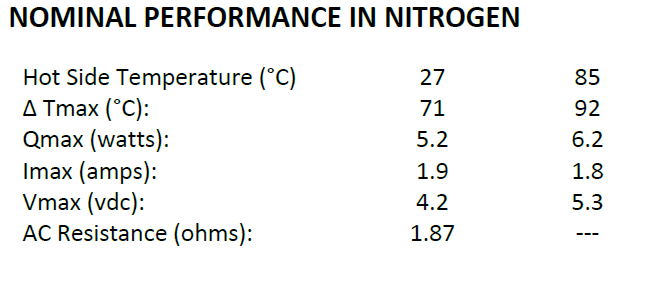 NOMINAL PERFORMANCE IN NITROGEN
Hot Side Temperature (°C) 27 85
Δ Tmax (°C): 71 92
Qmax (watts): 5.2 6.2
Imax (amps): 1.9 1.8
Vmax (vdc): 4.2 5.3
AC Resistance (ohms): 1.87 ---